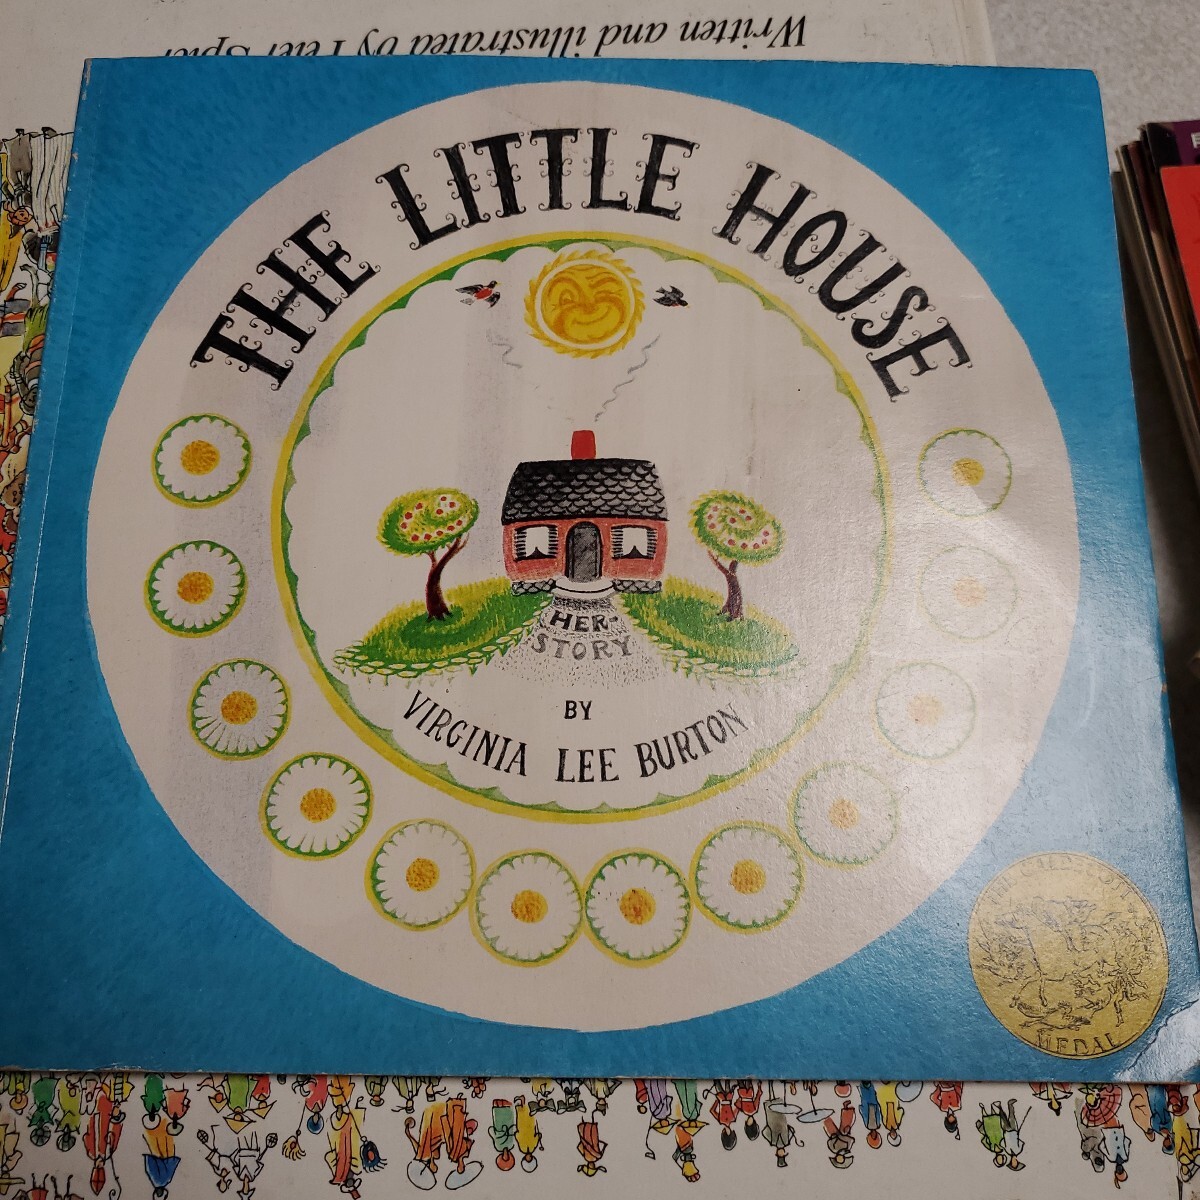 Written and illustrated by Peter Spier
THE LITTLE HOUSE
HER-
STORY
BY
VIRGINIA LEE BURTON
THE CALDECOTT
MEDAL